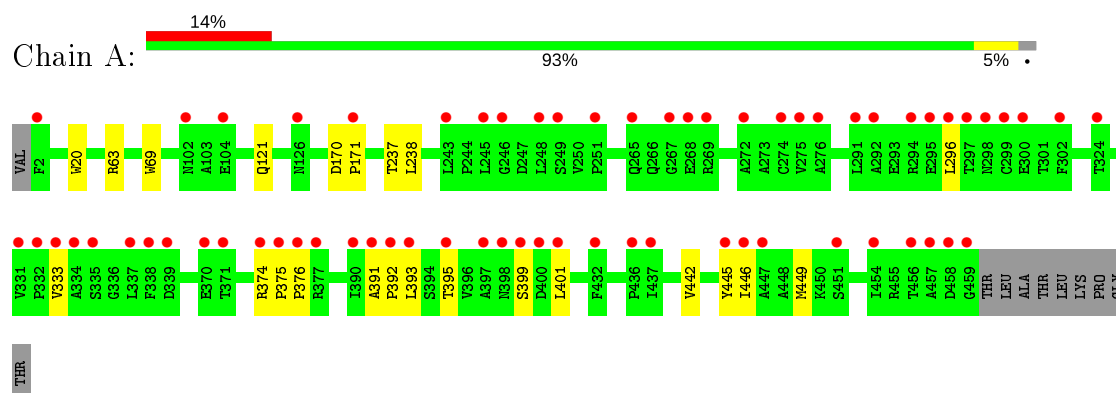 14%
Chain A:
93% 5%
VAL F2 W20 R63 W69 N102 A103 E104 Q121 N126 D170 P171 T237 L238 L243 P244 L245 G246 D247 L248 S249 V250 P251 Q265 Q266 G267 E268 R269 A272 A273 C274 V275 A276 L291 A292 E293 R294 E295 L296 T297 N298 C299 E300 T301 F302 T324
V331 P332 V333 A334 S335 G336 L337 F338 D339 E370 T371 R374 P375 P376 R377 I390 A391 P392 L393 S394 T395 V396 A397 N398 S399 D400 L401 F432 P436 I437 V442 Y445 I446 A447 A448 M449 K450 S451 I454 R455 T456 A457 D458 G459 THR LEU ALA THR LEU LYS PRO
THR